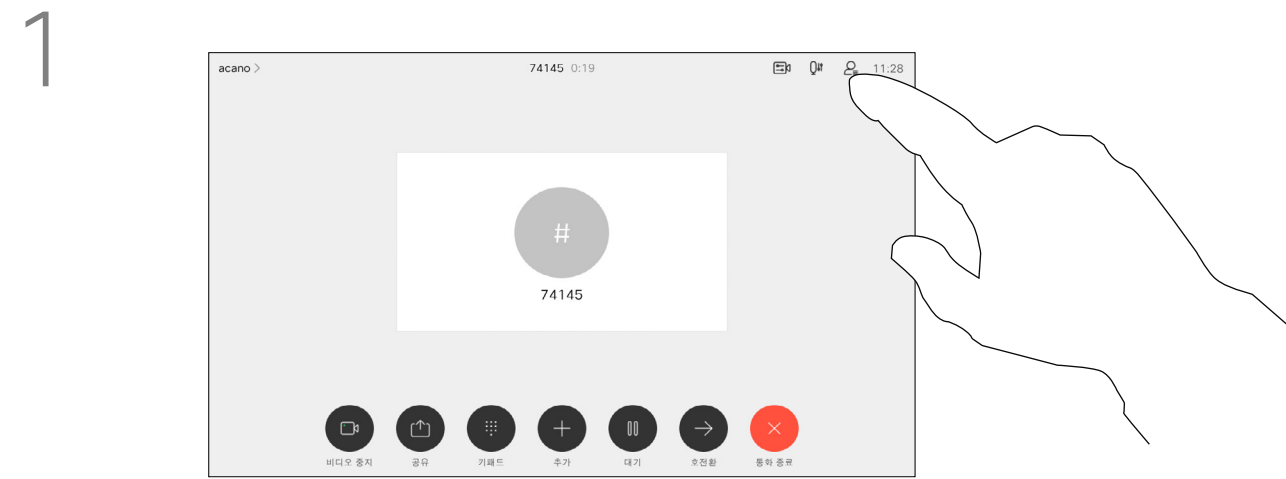 1
acano >
74145 0:19
11:28
#
74145
비디오 중지
공유
키패드
추가
대기
호전환
통화 종료